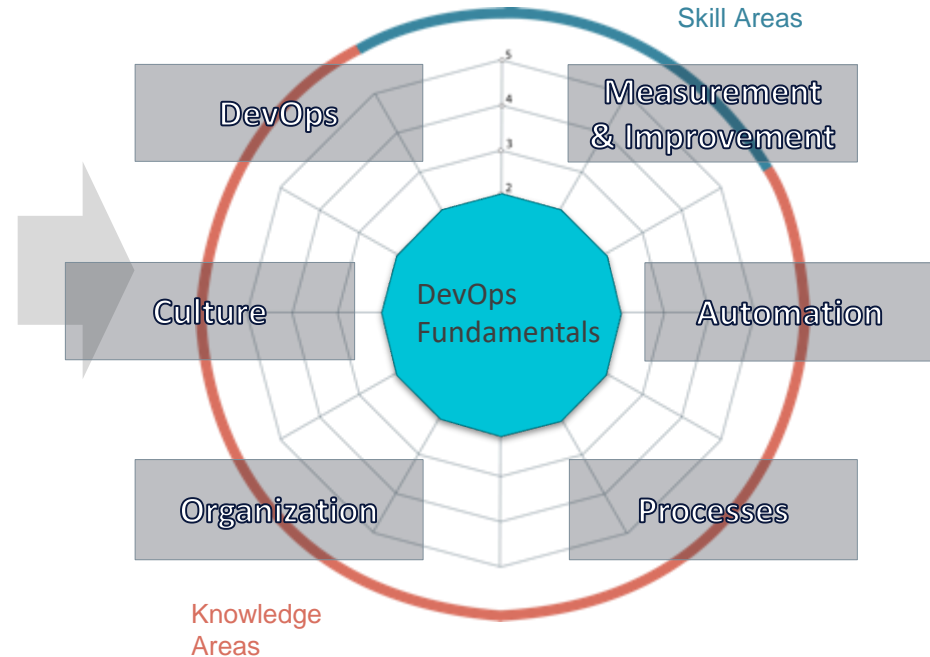 Skill Areas
5
4
3
2
DevOps
Measurement
& Improvement
Culture
DevOps
Fundamentals
Automation
Organization
Processes
Knowledge
Areas